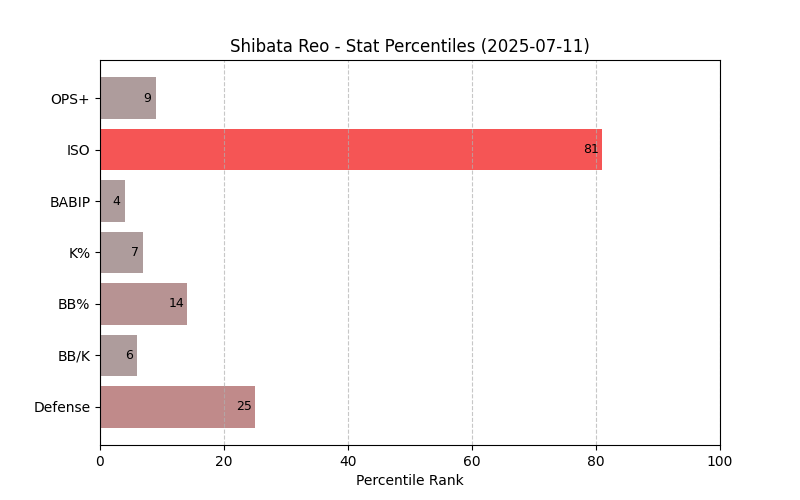 Shibata Reo - Stat Percentiles (2025-07-11)
OPS+ 9
ISO 81
BABIP 4
K% 7
BB% 14
BB/K 6
Defense 25
0 20 40 60 80 100
Percentile Rank